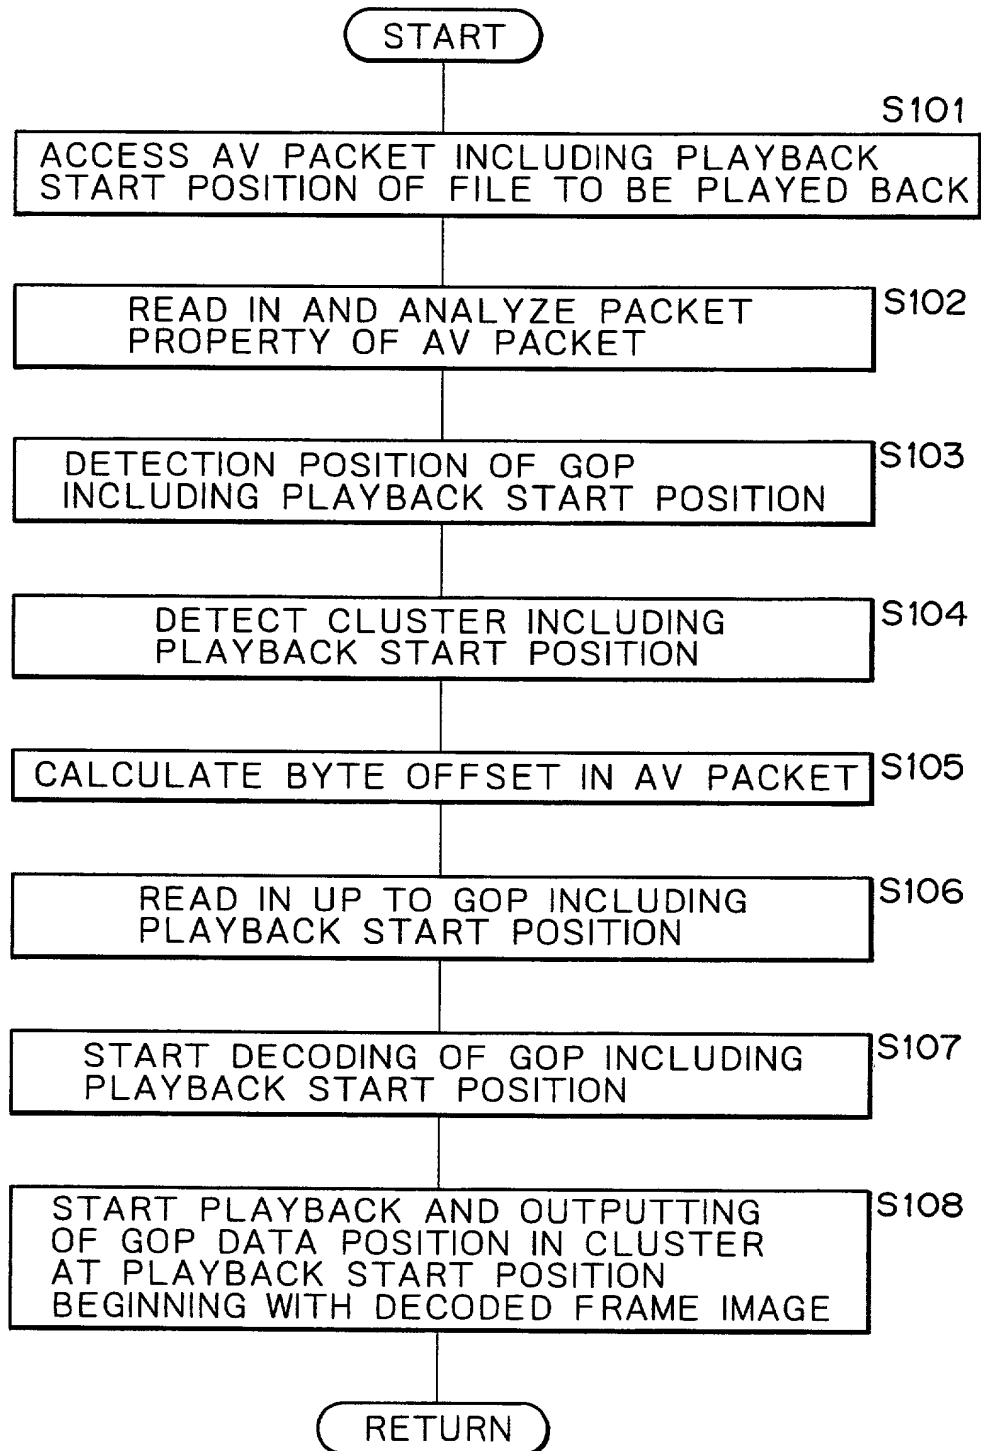 START
S101
ACCESS AV PACKET INCLUDING PLAYBACK
START POSITION OF FILE TO BE PLAYED BACK
S102
READ IN AND ANALYZE PACKET
PROPERTY OF AV PACKET
S103
DETECTION POSITION OF GOP
INCLUDING PLAYBACK START POSITION
S104
DETECT CLUSTER INCLUDING
PLAYBACK START POSITION
CALCULATE BYTE OFFSET IN AV PACKET
S105
S106
READ IN UP TO GOP INCLUDING
PLAYBACK START POSITION
S107
START DECODING OF GOP INCLUDING
PLAYBACK START POSITION
S108
START PLAYBACK AND OUTPUTTING
OF GOP DATA POSITION IN CLUSTER
AT PLAYBACK START POSITION
BEGINNING WITH DECODED FRAME IMAGE
RETURN